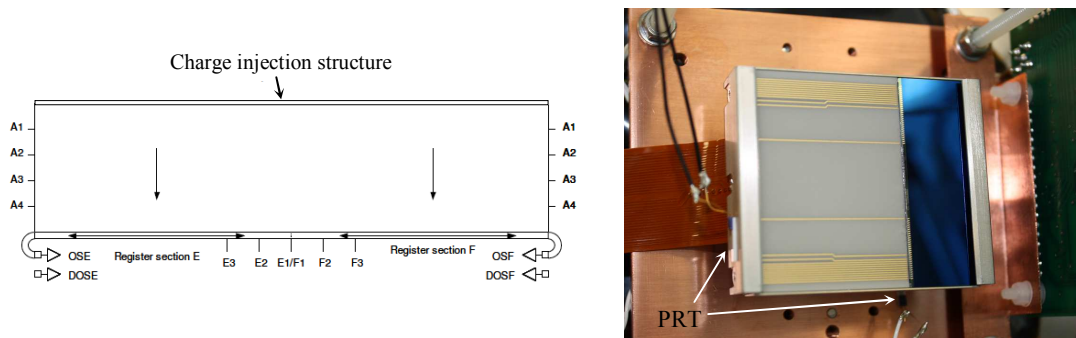 Charge injection structure
A1 A1
A2 A2
A3 A3
A4 A4
OSE Register section E E3 E2 E1/F1 F2 F3 Register section F OSF
DOSE DOSF
PRT